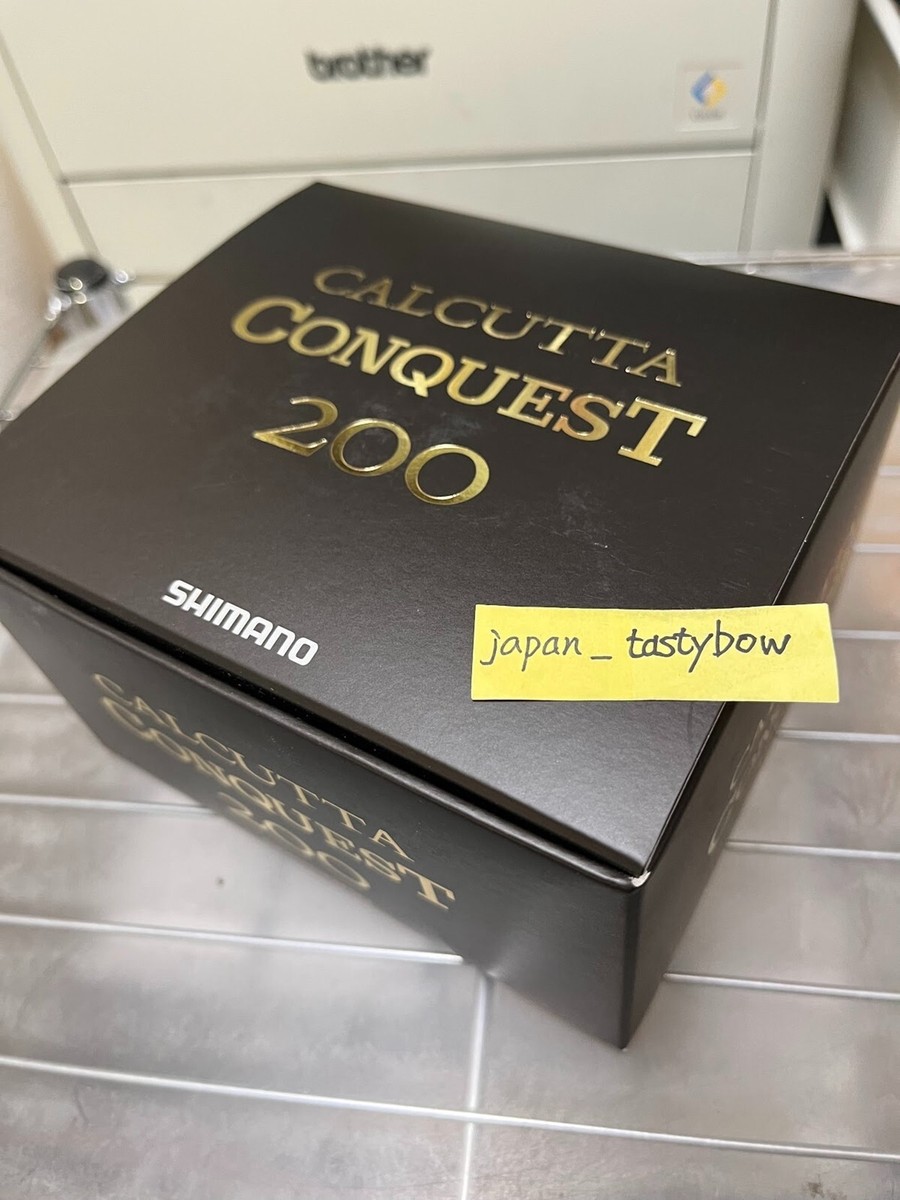 brother
CALCUTTA
CONQUEST
200
SHIMANO
japan_tastybow
CALCUTTA
CONQUEST
200